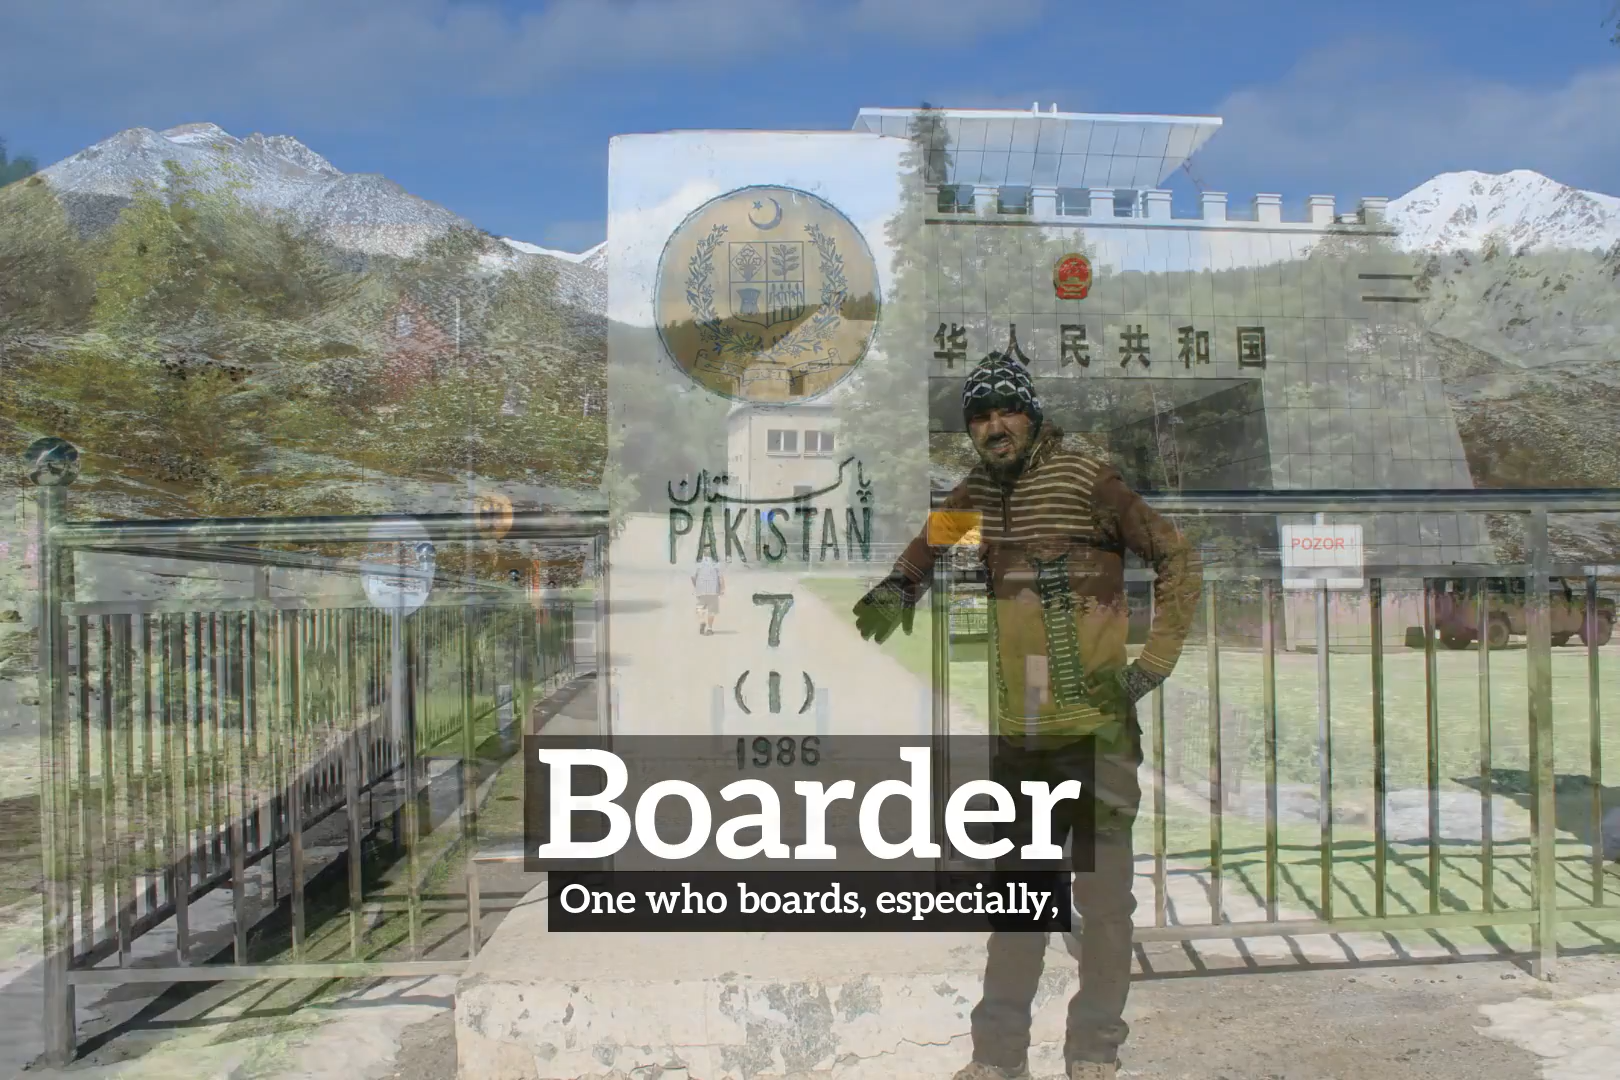 华人民共和国
پاکستان
PAKISTAN
7
(1)
1986
POZOR
Boarder
One who boards, especially,